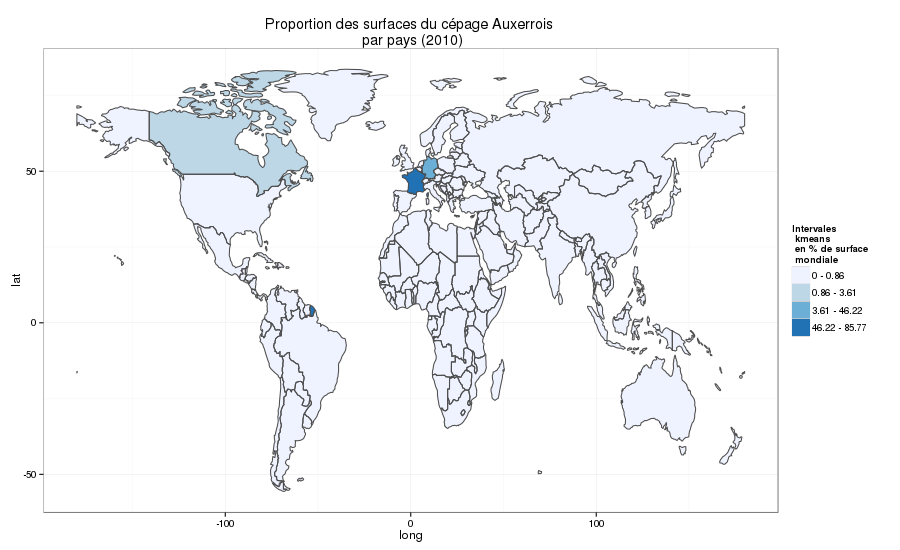 Proportion des surfaces du cépage Auxerrois
par pays (2010)
50
0
-50
lat
-100
0
100
long
Intervales
kmeans
en % de surface
mondiale
0 - 0.86
0.86 - 3.61
3.61 - 46.22
46.22 - 85.77